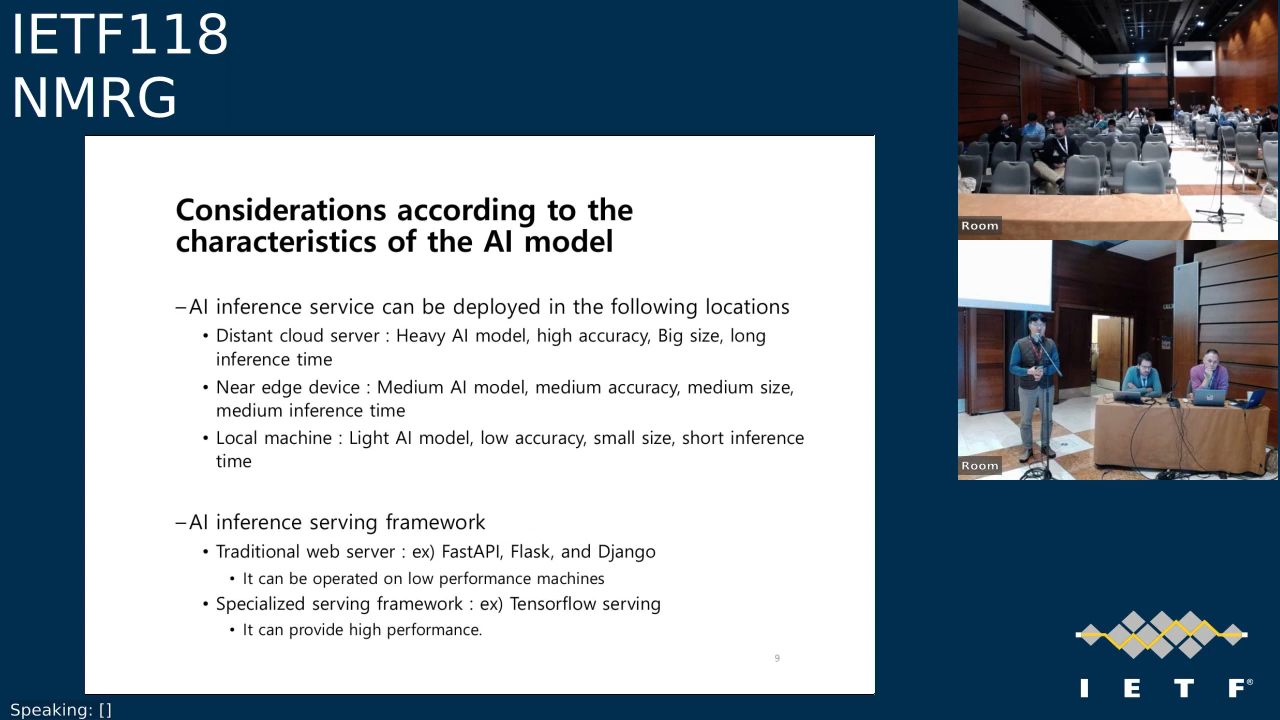 IETF118
NMRG
Considerations according to the
characteristics of the AI model
–AI inference service can be deployed in the following locations
• Distant cloud server : Heavy AI model, high accuracy, Big size, long
inference time
• Near edge device : Medium AI model, medium accuracy, medium size,
medium inference time
• Local machine : Light AI model, low accuracy, small size, short inference
time
–AI inference serving framework
• Traditional web server : ex) FastAPI, Flask, and Django
• It can be operated on low performance machines
• Specialized serving framework : ex) Tensorflow serving
• It can provide high performance.
9
Room
Room
I E T F®
Speaking: []